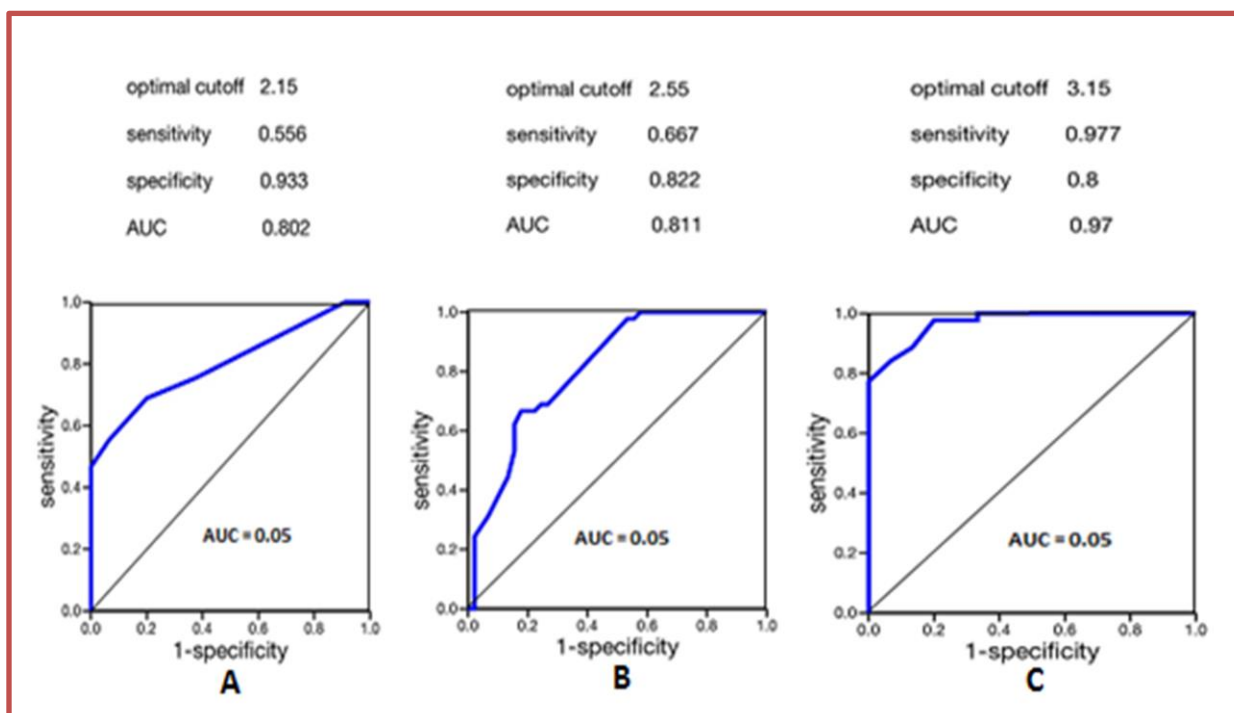 optimal cutoff 2.15
sensitivity 0.556
specificity 0.933
AUC 0.802
optimal cutoff 2.55
sensitivity 0.667
specificity 0.822
AUC 0.811
optimal cutoff 3.15
sensitivity 0.977
specificity 0.8
AUC 0.97
1.0
0.8
0.6
0.4
0.2
0.0
sensitivity
AUC = 0.05
0.0 0.2 0.4 0.6 0.8 1.0
1-specificity
A
1.0
0.8
0.6
0.4
0.2
0.0
sensitivity
AUC = 0.05
0.0 0.2 0.4 0.6 0.8 1.0
1-specificity
B
1.0
0.8
0.6
0.4
0.2
0.0
sensitivity
AUC = 0.05
0.0 0.2 0.4 0.6 0.8 1.0
1-specificity
C